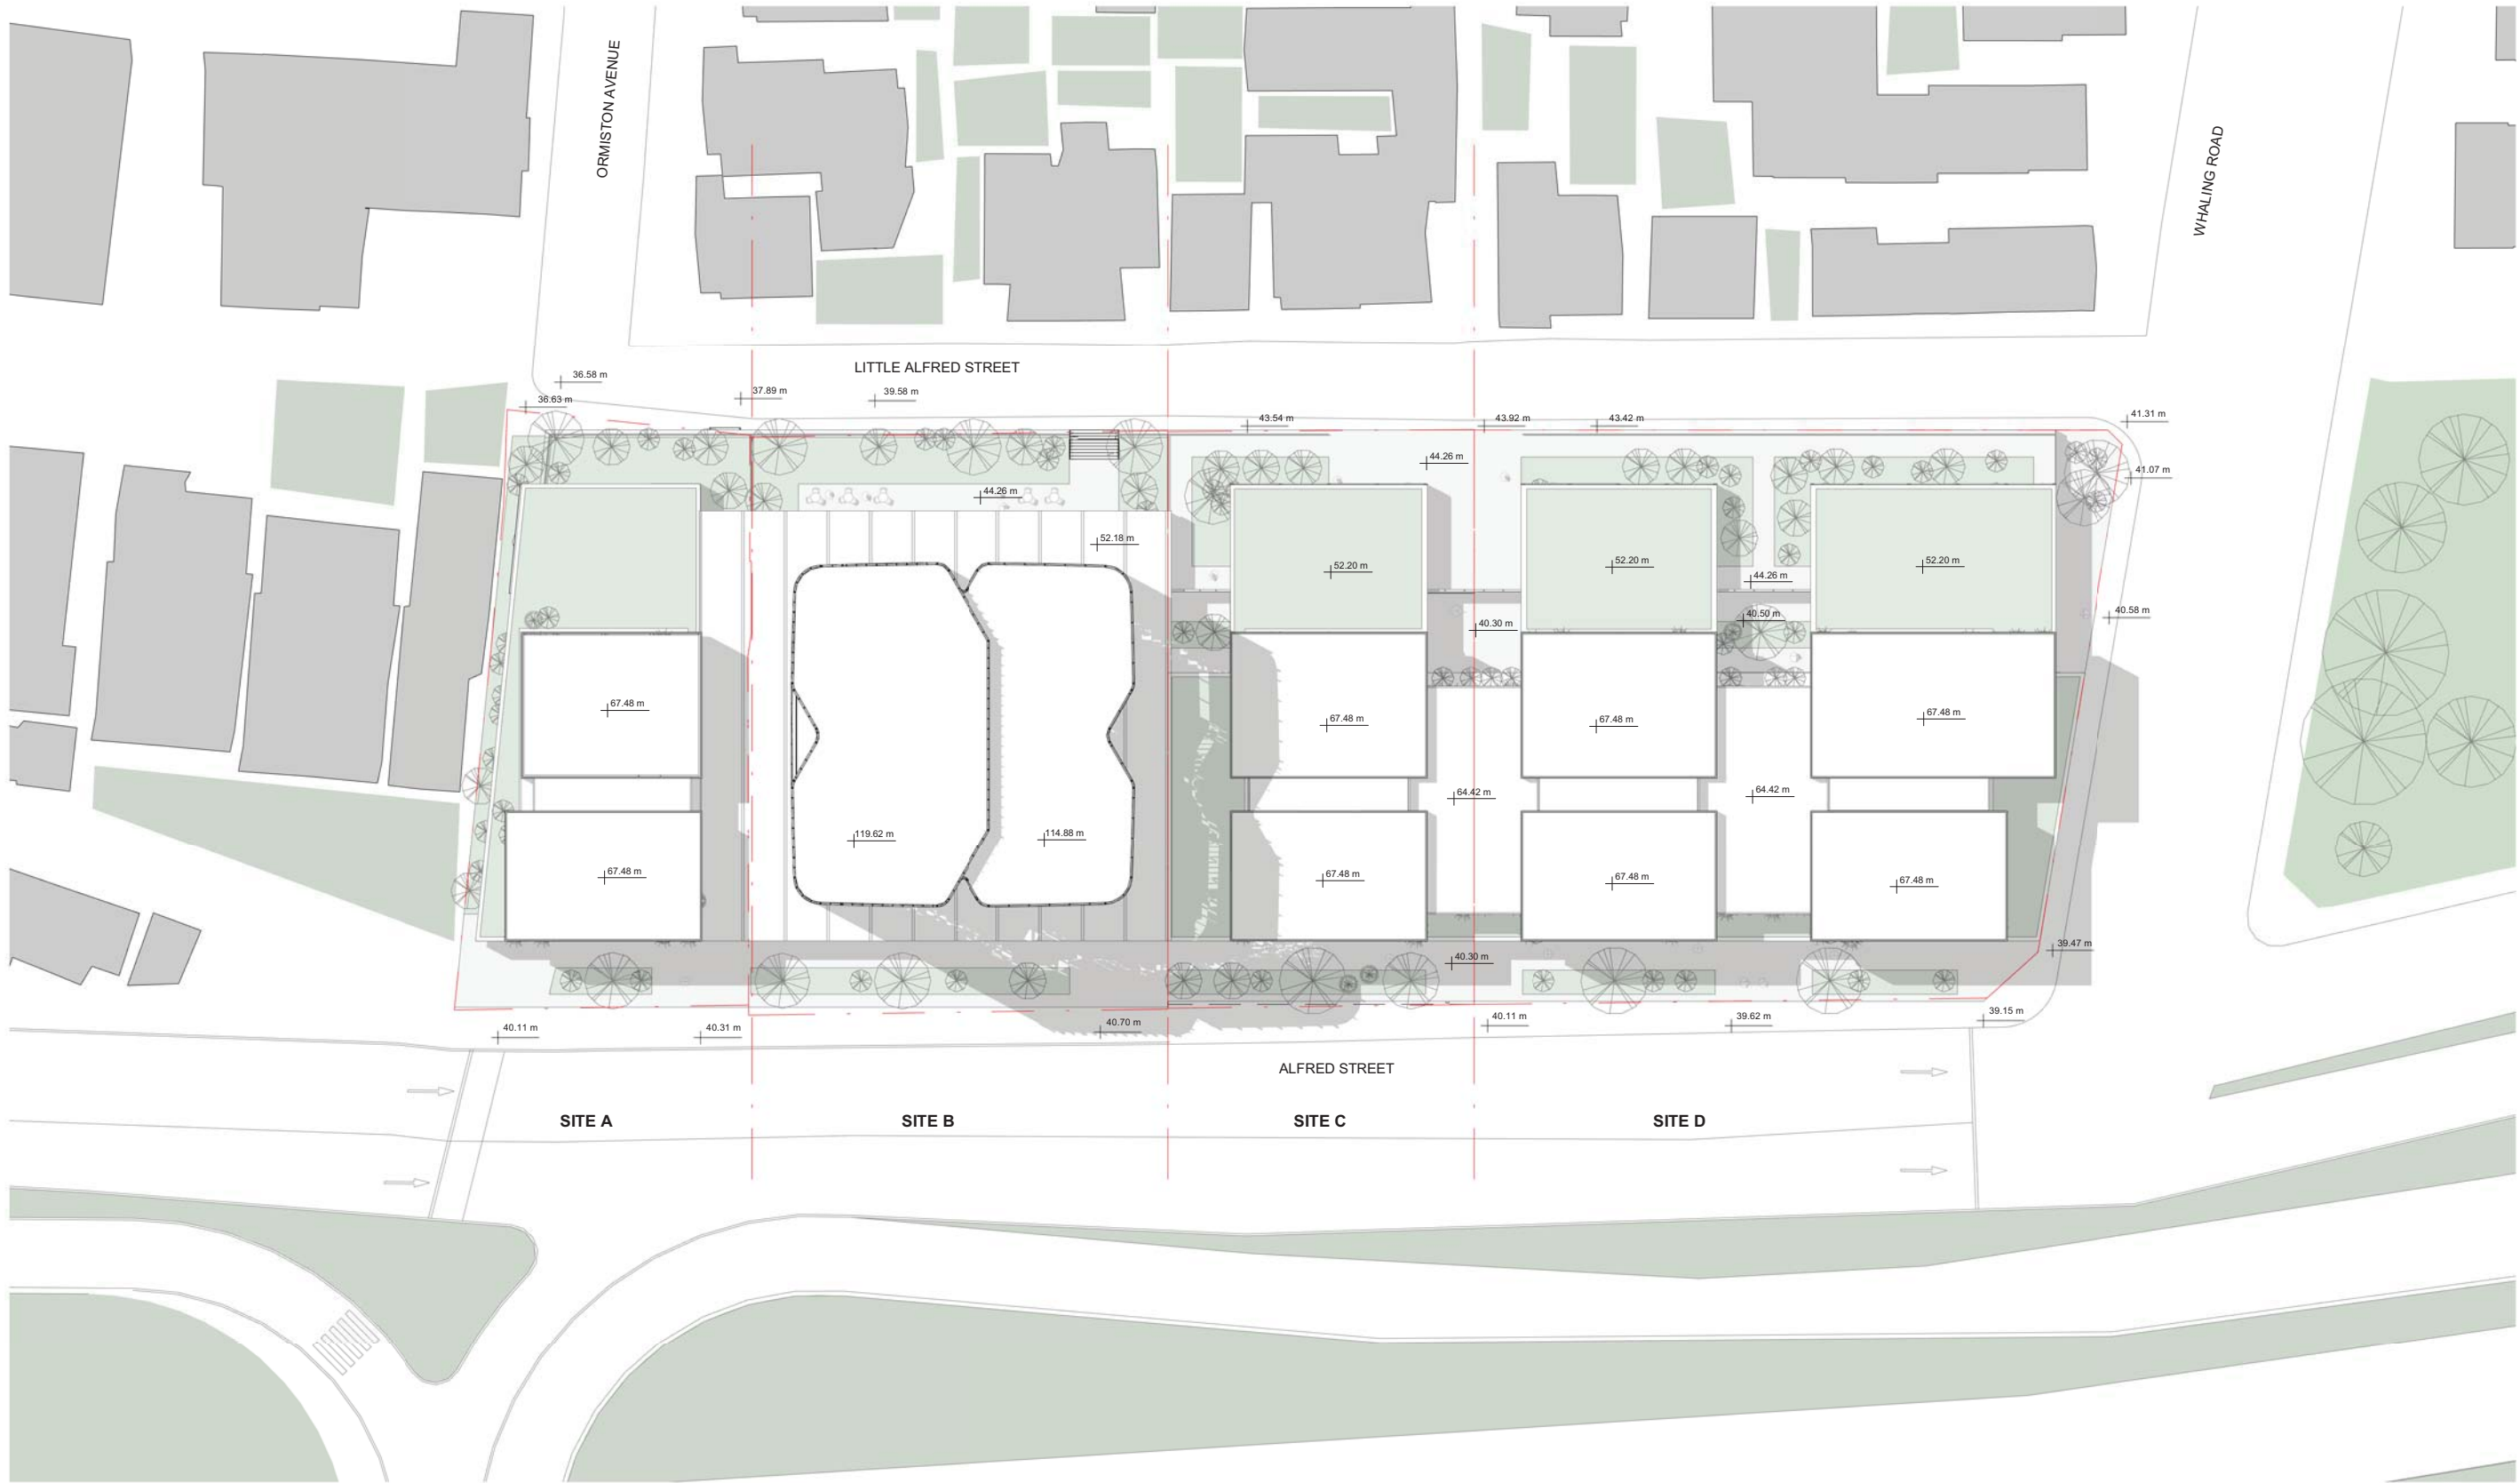 ORMISTON AVENUE
WHALING ROAD
LITTLE ALFRED STREET
36.58 m
36.63 m
37.89 m
39.58 m
43.54 m
43.92 m
43.42 m
41.31 m
44.26 m
41.07 m
44.26 m
52.18 m
52.20 m
52.20 m
52.20 m
44.26 m
40.50 m
40.58 m
40.30 m
67.48 m
67.48 m
67.48 m
67.48 m
64.42 m
64.42 m
119.62 m
114.88 m
67.48 m
67.48 m
67.48 m
67.48 m
39.47 m
40.30 m
40.11 m
40.31 m
40.70 m
40.11 m
39.62 m
39.15 m
ALFRED STREET
SITE A
SITE B
SITE C
SITE D